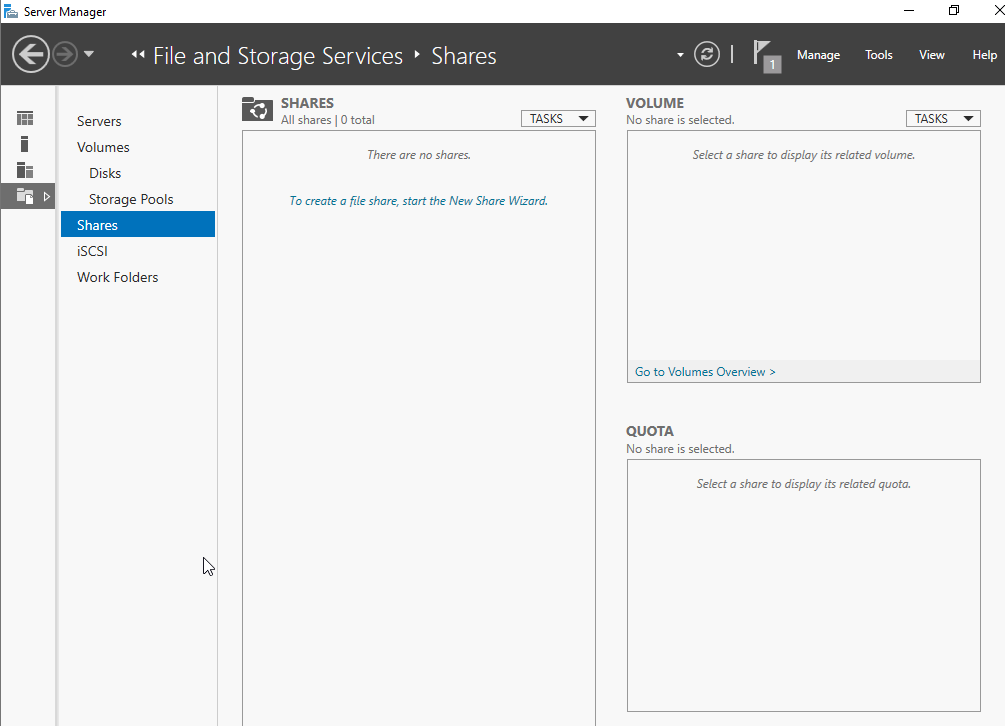 Server Manager
File and Storage Services
Shares
1
Manage
Tools
View
Help
Servers
Volumes
Disks
Storage Pools
Shares
iSCSI
Work Folders
SHARES
All shares | 0 total
TASKS
There are no shares.
To create a file share, start the New Share Wizard.
VOLUME
No share is selected.
TASKS
Select a share to display its related volume.
Go to Volumes Overview >
QUOTA
No share is selected.
Select a share to display its related quota.